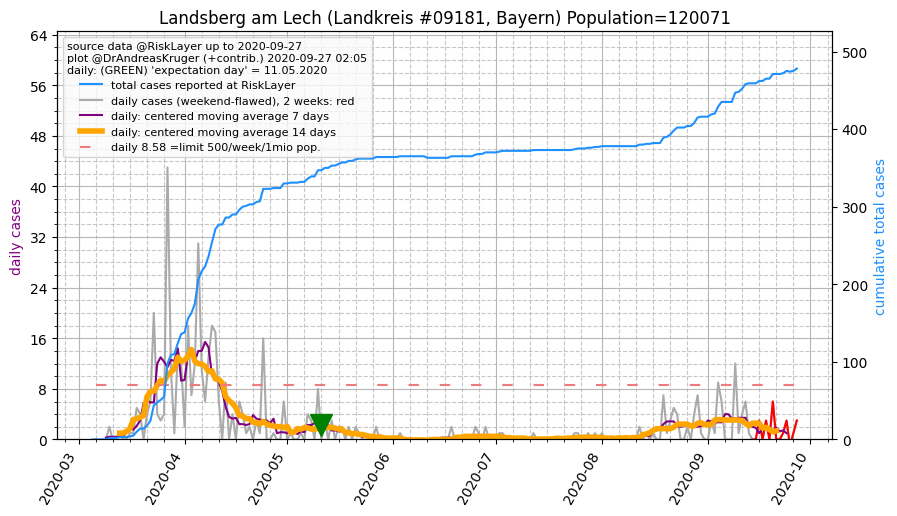 Landsberg am Lech (Landkreis #09181, Bayern) Population=120071
source data @RiskLayer up to 2020-09-27
plot @DrAndreasKruger (+contrib.) 2020-09-27 02:05
daily: (GREEN) 'expectation day' = 11.05.2020
total cases reported at RiskLayer
daily cases (weekend-flawed), 2 weeks: red
daily: centered moving average 7 days
daily: centered moving average 14 days
daily 8.58 =limit 500/week/1mio pop.
daily cases
64
56
48
40
32
24
16
8
0
cumulative total cases
500
400
300
200
100
0
2020-03
2020-04
2020-05
2020-06
2020-07
2020-08
2020-09
2020-10